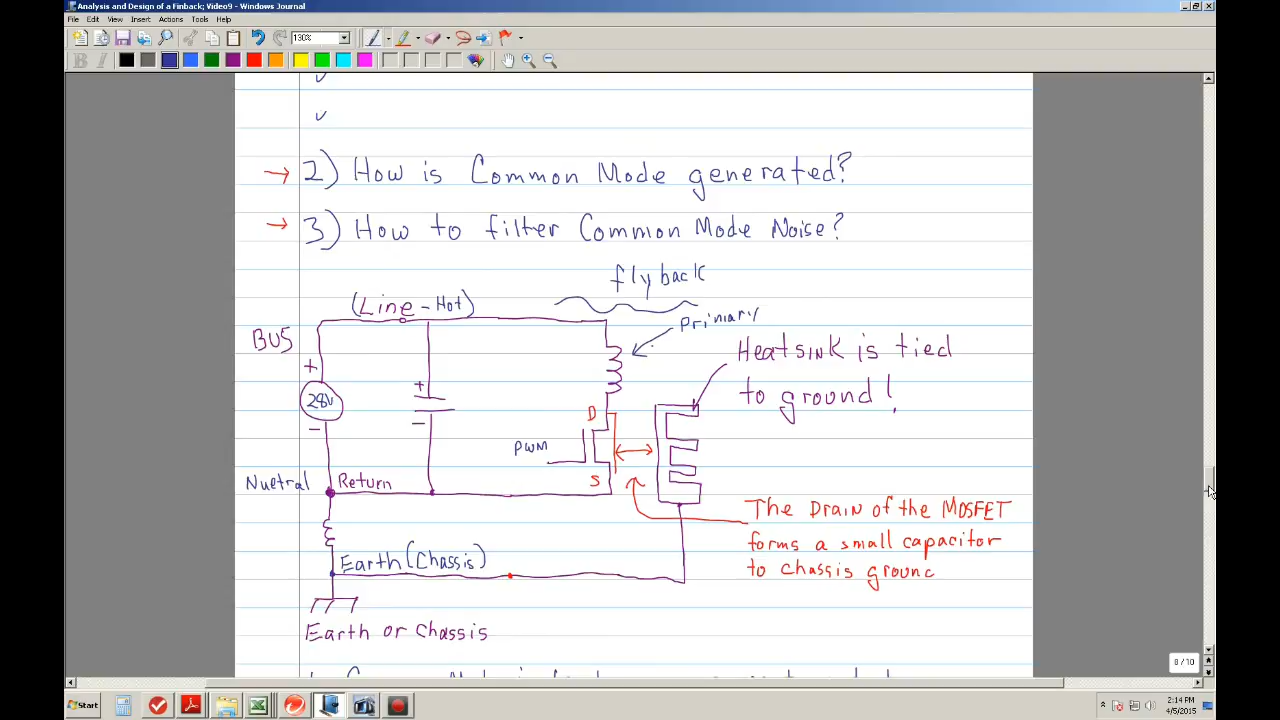 Analysis and Design of a Finback; Video9 - Windows Journal
File Edit View Insert Actions Tools Help
130%
B I U
2) How is Common Mode generated?
3) How to filter Common Mode Noise?
flyback
(Line - Hot)
Primary
BUS
Heatsink is tied
to ground!
+
28V
-
+
-
D
PWM
S
Nuetral
Return
The Drain of the MOSFET
forms a small capacitor
to chassis ground
Earth (Chassis)
Earth or Chassis
8 / 10
Start
2:14 PM
4/5/2015